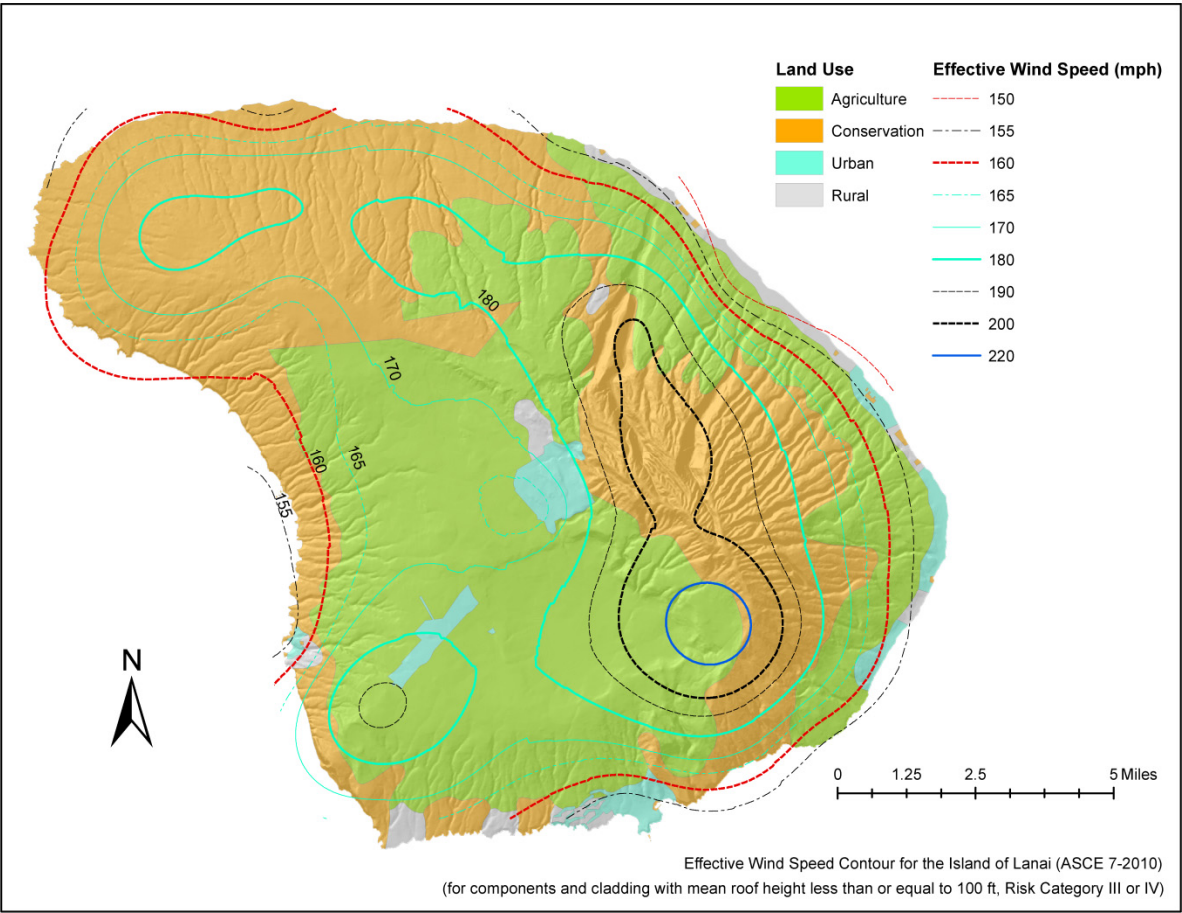 Land Use
Agriculture
Conservation
Urban
Rural
Effective Wind Speed (mph)
150
155
160
165
170
180
190
200
220
180
170
165
160
155
N
0 1.25 2.5 5 Miles
Effective Wind Speed Contour for the Island of Lanai (ASCE 7-2010)
(for components and cladding with mean roof height less than or equal to 100 ft, Risk Category III or IV)